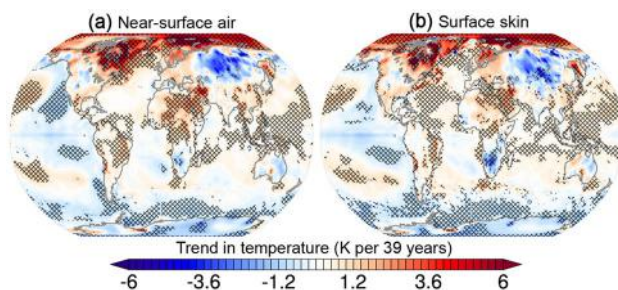 (a) Near-surface air
(b) Surface skin
Trend in temperature (K per 39 years)
-6 -3.6 -1.2 1.2 3.6 6